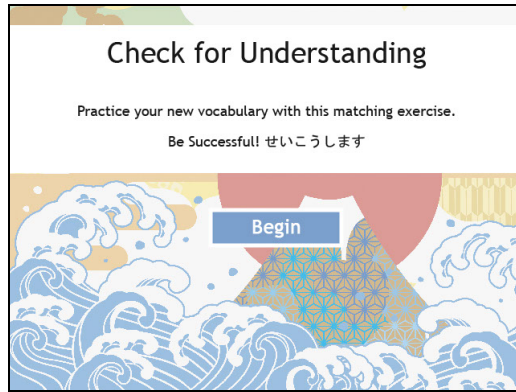 Check for Understanding
Practice your new vocabulary with this matching exercise.
Be Successful! せいこうします
Begin